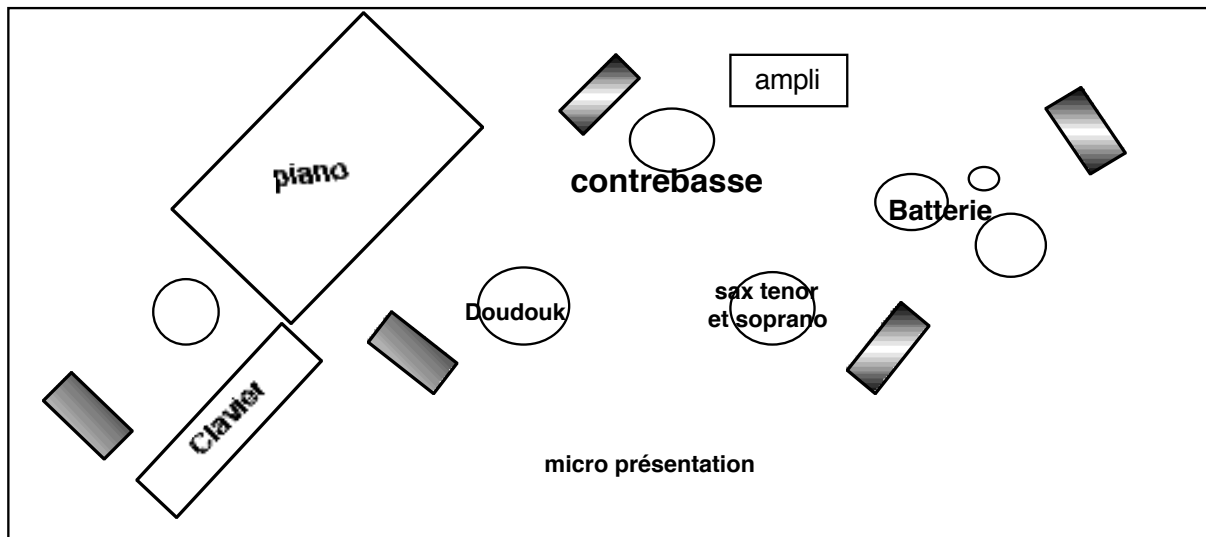 ampli
piano
contrebasse
Batterie
sax tenor
et soprano
Doudouk
Clavier
micro présentation